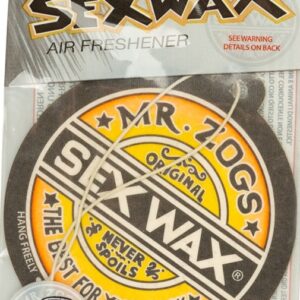 SEXWAX
AIR FRESHENER
SEE WARNING
DETAILS ON BACK
MR. ZOGS
ORIGINAL
SEX WAX®
NEVER
SPOILS
THE BEST FOR
HANG FREELY